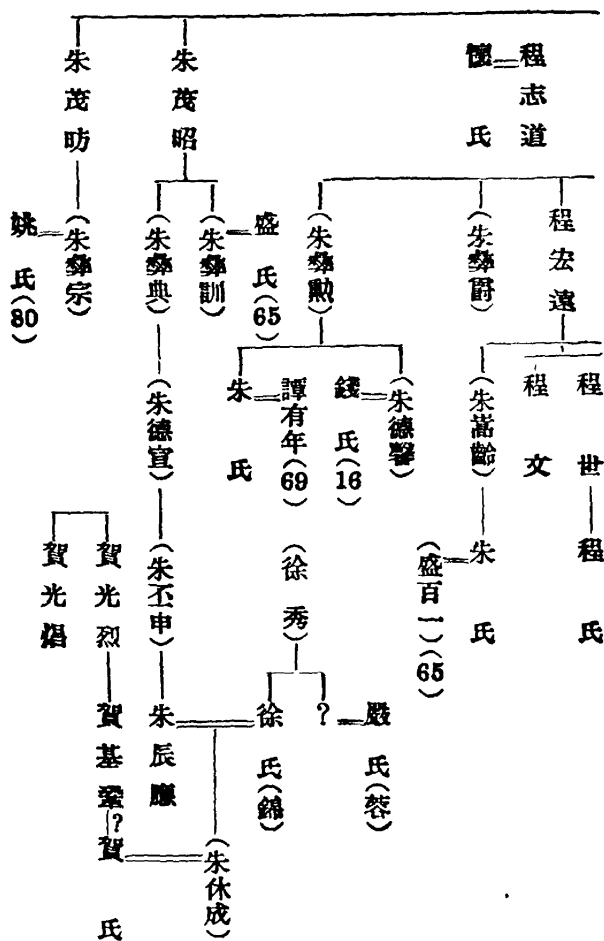 程志道
懷氏
朱茂昭
朱茂昉
程宏遠
(朱彝爵)
(朱彝勲)
盛氏(65)
(朱彝訓)
(朱彝典)
(朱彝宗)
姚氏(80)
程世
程文
(朱嵩齡)
(朱德馨)
錢氏(16)
譚有年(69)
朱氏
(朱德宣)
程氏
朱氏
(盛百一)(65)
(徐秀)
(朱丕申)
賀光烈
賀光
嚴氏(蓉)
?
徐氏(錦)
朱辰應
賀基鞏?
(朱休成)
賀氏